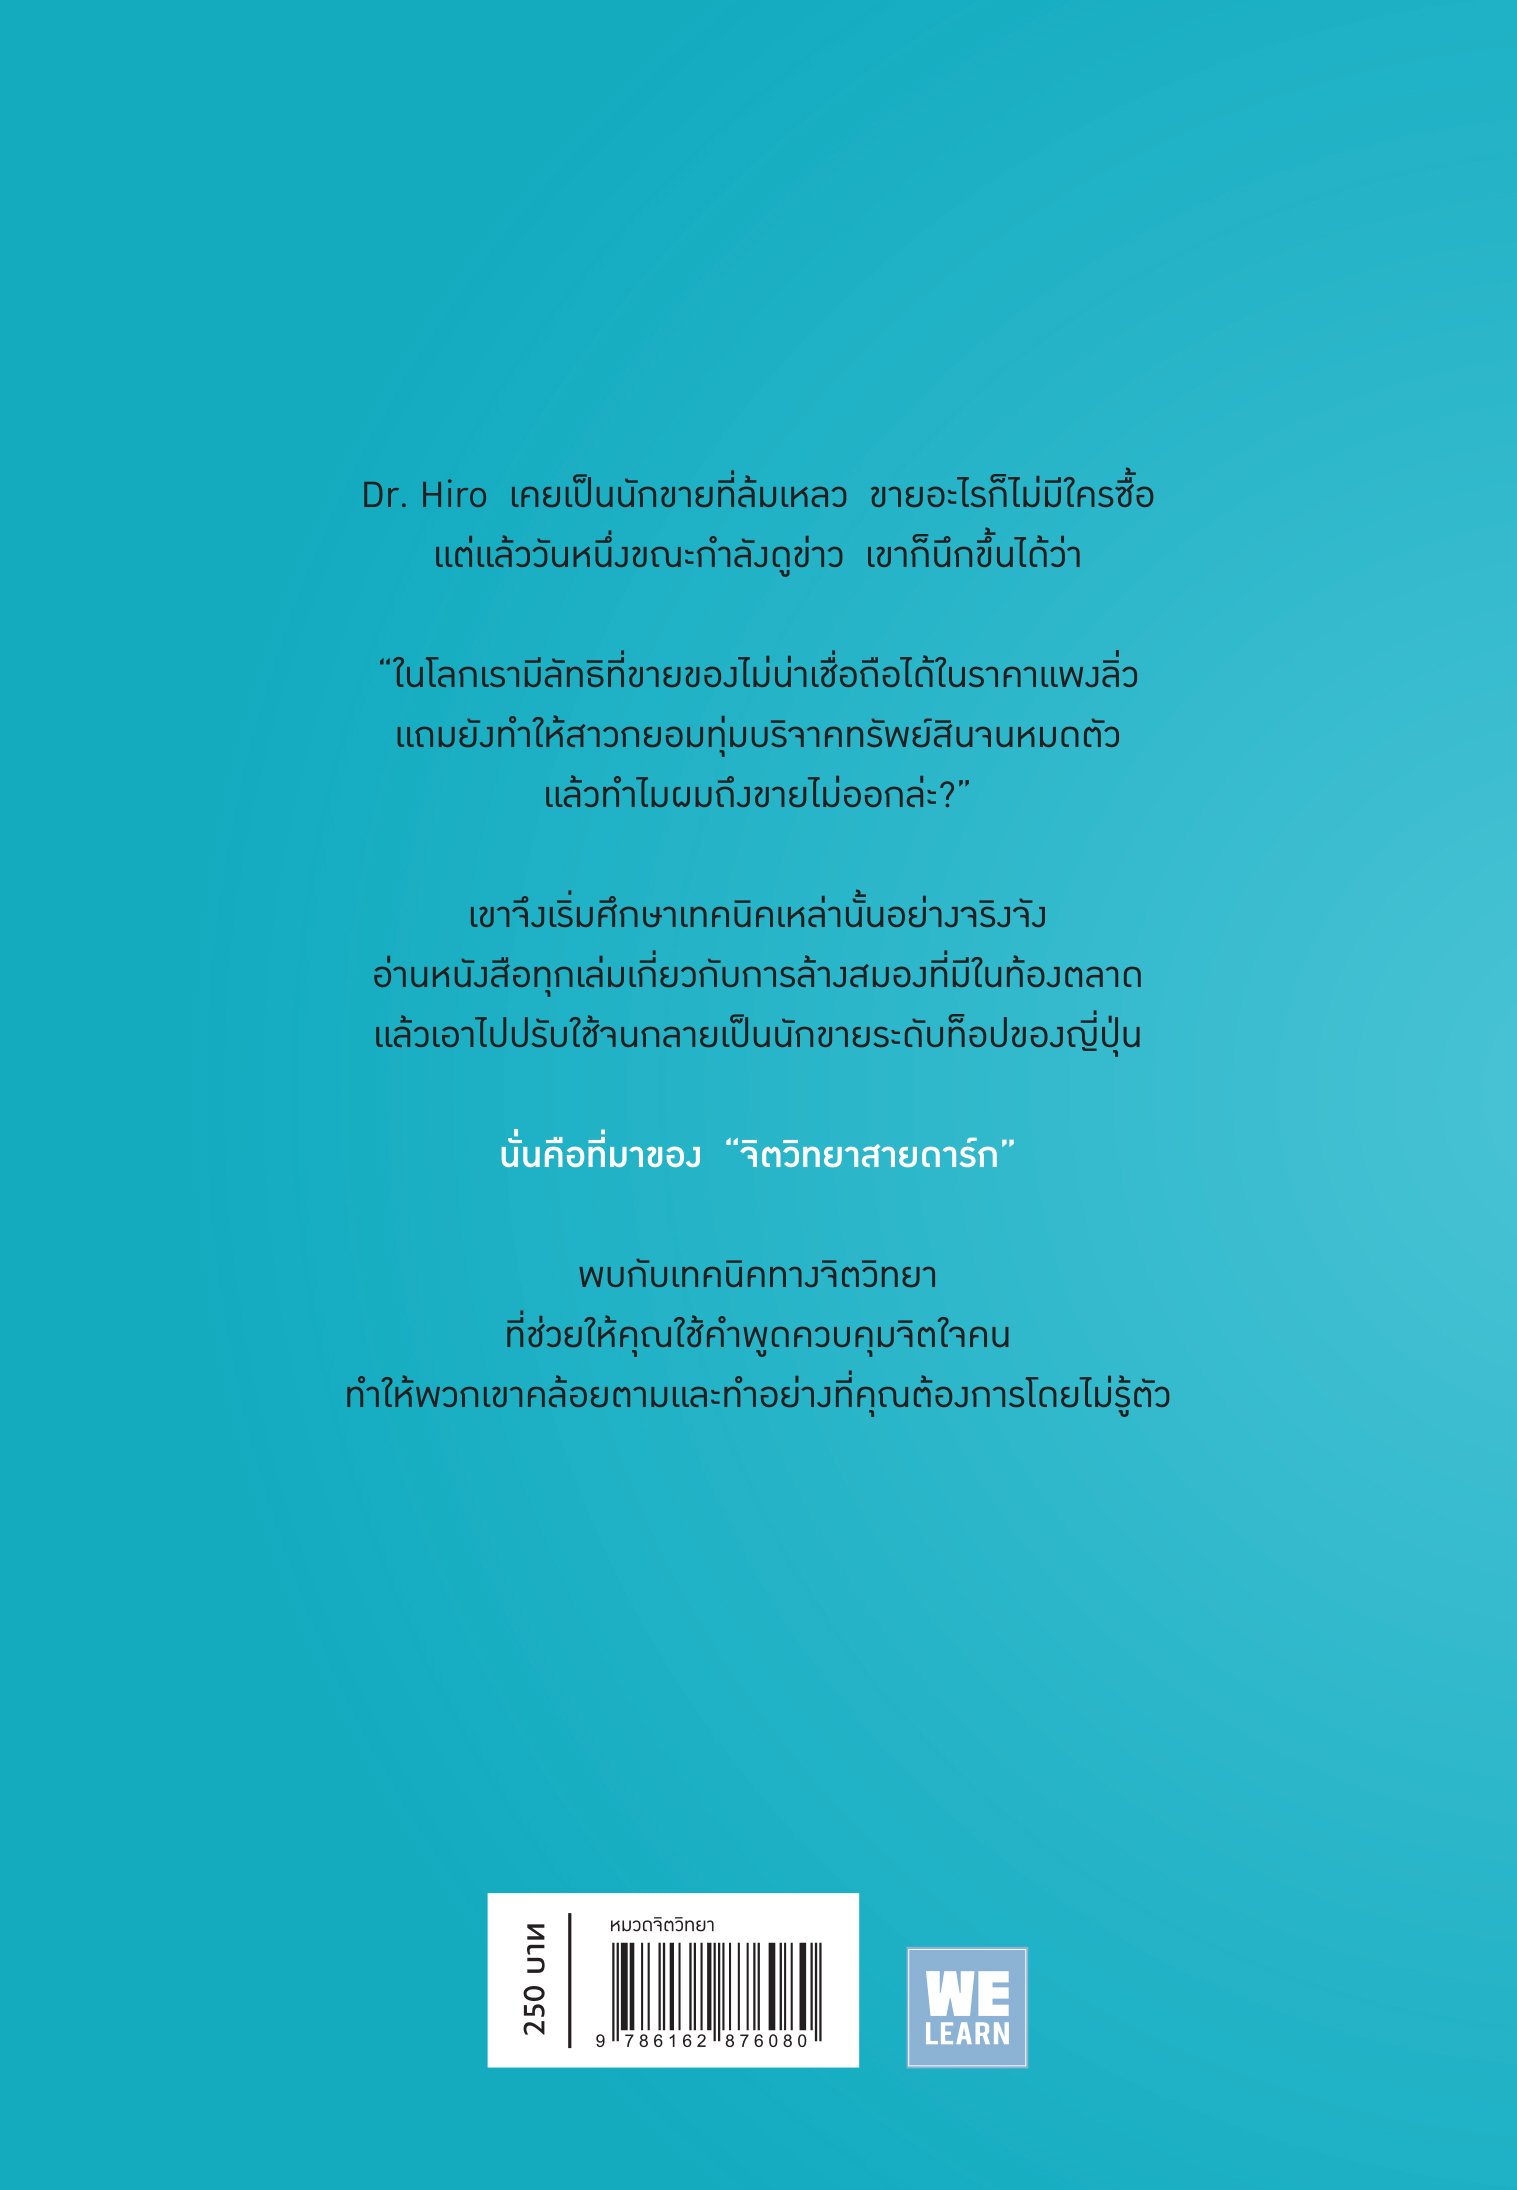 Dr. Hiro เคยเป็นนักขายที่ล้มเหลว ขายอะไรก็ไม่มีใครซื้อ
แต่แล้ววันหนึ่งขณะกำลังดูข่าว เขาก็นึกขึ้นได้ว่า
“ในโลกเรามีลัทธิที่ขายของไม่น่าเชื่อถือได้ในราคาแพงลิ่ว
แถมยังทำให้สาวกยอมทุ่มบริจาคทรัพย์สินจนหมดตัว
แล้วทำไมผมถึงขายไม่ออกล่ะ?”
เขาจึงเริ่มศึกษาเทคนิคเหล่านั้นอย่างจริงจัง
อ่านหนังสือทุกเล่มเกี่ยวกับการล้างสมองที่มีในท้องตลาด
แล้วเอาไปปรับใช้จนกลายเป็นนักขายระดับท็อปของญี่ปุ่น
นั่นคือที่มาของ “จิตวิทยาสายดาร์ก”
พบกับเทคนิคทางจิตวิทยา
ที่ช่วยให้คุณใช้คำพูดควบคุมจิตใจคน
ทำให้พวกเขาคล้อยตามและทำอย่างที่คุณต้องการโดยไม่รู้ตัว
250 บาท
หมวดจิตวิทยา
9 786162 876080
WE
LEARN